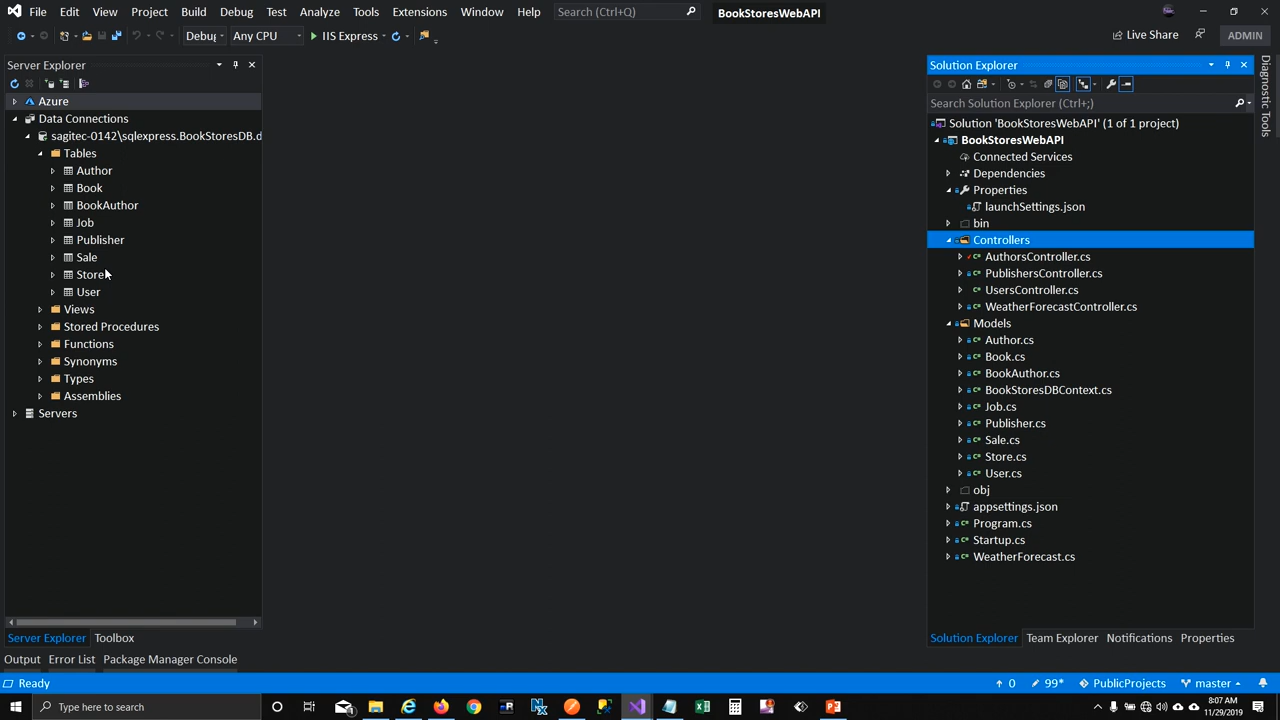 File Edit View Project Build Debug Test Analyze Tools Extensions Window Help Search (Ctrl+Q) BookStoresWebAPI
Debug Any CPU IIS Express Live Share ADMIN
Server Explorer
Azure
Data Connections
sagitec-0142\sqlexpress.BookStoresDB.d
Tables
Author
Book
BookAuthor
Job
Publisher
Sale
Store
User
Views
Stored Procedures
Functions
Synonyms
Types
Assemblies
Servers
Server Explorer Toolbox
Solution Explorer
Search Solution Explorer (Ctrl+;)
Solution 'BookStoresWebAPI' (1 of 1 project)
BookStoresWebAPI
Connected Services
Dependencies
Properties
launchSettings.json
bin
Controllers
AuthorsController.cs
PublishersController.cs
UsersController.cs
WeatherForecastController.cs
Models
Author.cs
Book.cs
BookAuthor.cs
BookStoresDBContext.cs
Job.cs
Publisher.cs
Sale.cs
Store.cs
User.cs
obj
appsettings.json
Program.cs
Startup.cs
WeatherForecast.cs
Solution Explorer Team Explorer Notifications Properties
Diagnostic Tools
Output Error List Package Manager Console
Ready 0 99* PublicProjects master
Type here to search
8:07 AM
11/29/2019